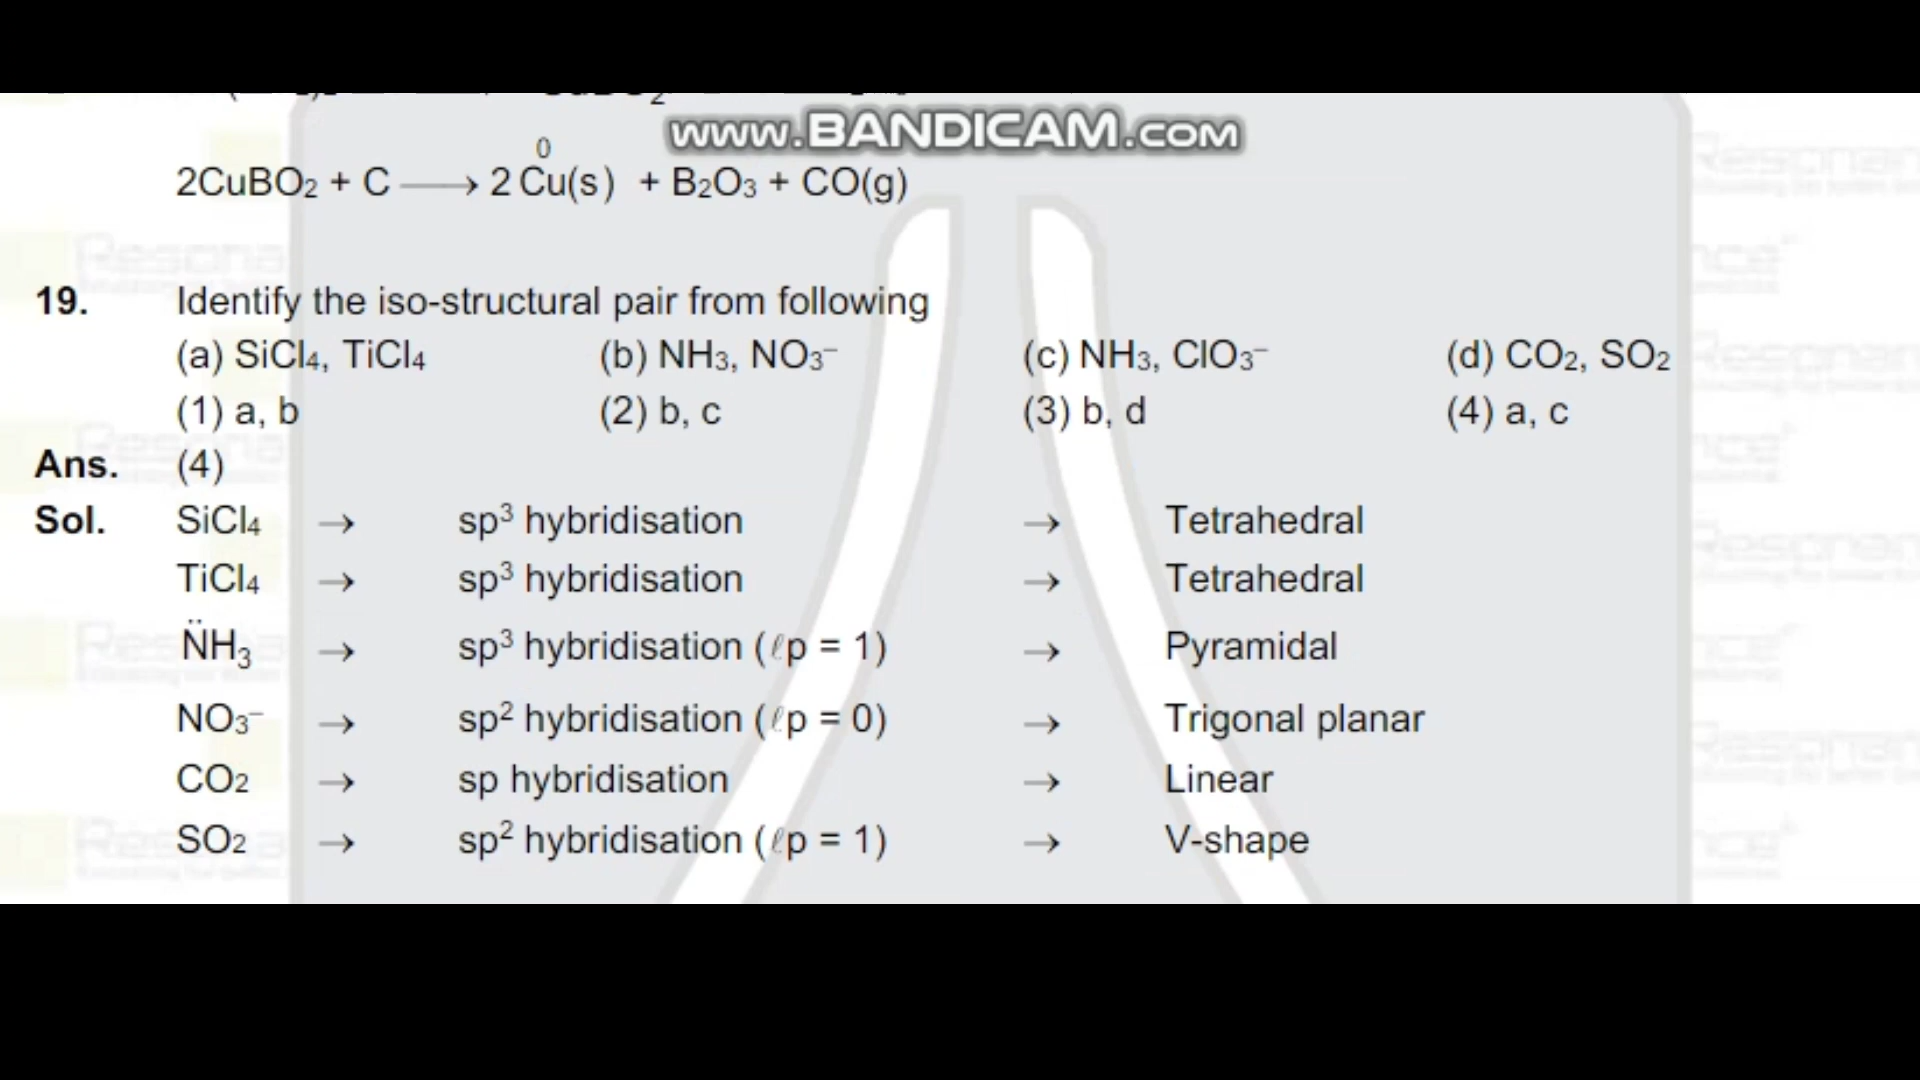 www.BANDICAM.COM
0
2CuBO₂ + C ⟶ 2 Cu(s) + B₂O₃ + CO(g)
19. Identify the iso-structural pair from following
(a) SiCl₄, TiCl₄ (b) NH₃, NO₃⁻ (c) NH₃, ClO₃⁻ (d) CO₂, SO₂
(1) a, b (2) b, c (3) b, d (4) a, c
Ans. (4)
Sol. SiCl₄ → sp³ hybridisation → Tetrahedral
TiCl₄ → sp³ hybridisation → Tetrahedral
N̈H₃ → sp³ hybridisation (ℓp = 1) → Pyramidal
NO₃⁻ → sp² hybridisation (ℓp = 0) → Trigonal planar
CO₂ → sp hybridisation → Linear
SO₂ → sp² hybridisation (ℓp = 1) → V-shape